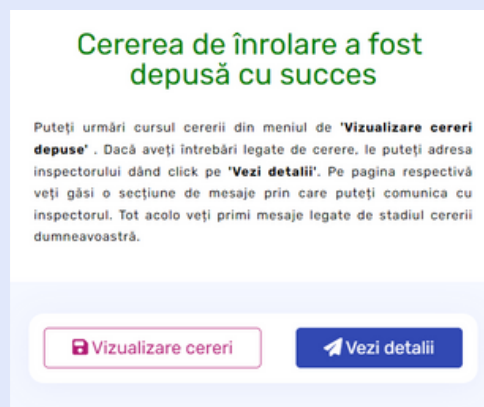 Cererea de înrolare a fost
depusă cu succes
Puteți urmări cursul cererii din meniul de 'Vizualizare cereri
depuse' . Dacă aveți întrebări legate de cerere, le puteți adresa
inspectorului dând click pe 'Vezi detalii'. Pe pagina respectivă
veți găsi o secțiune de mesaje prin care puteți comunica cu
inspectorul. Tot acolo veți primi mesaje legate de stadiul cererii
dumneavoastră.
Vizualizare cereri
Vezi detalii